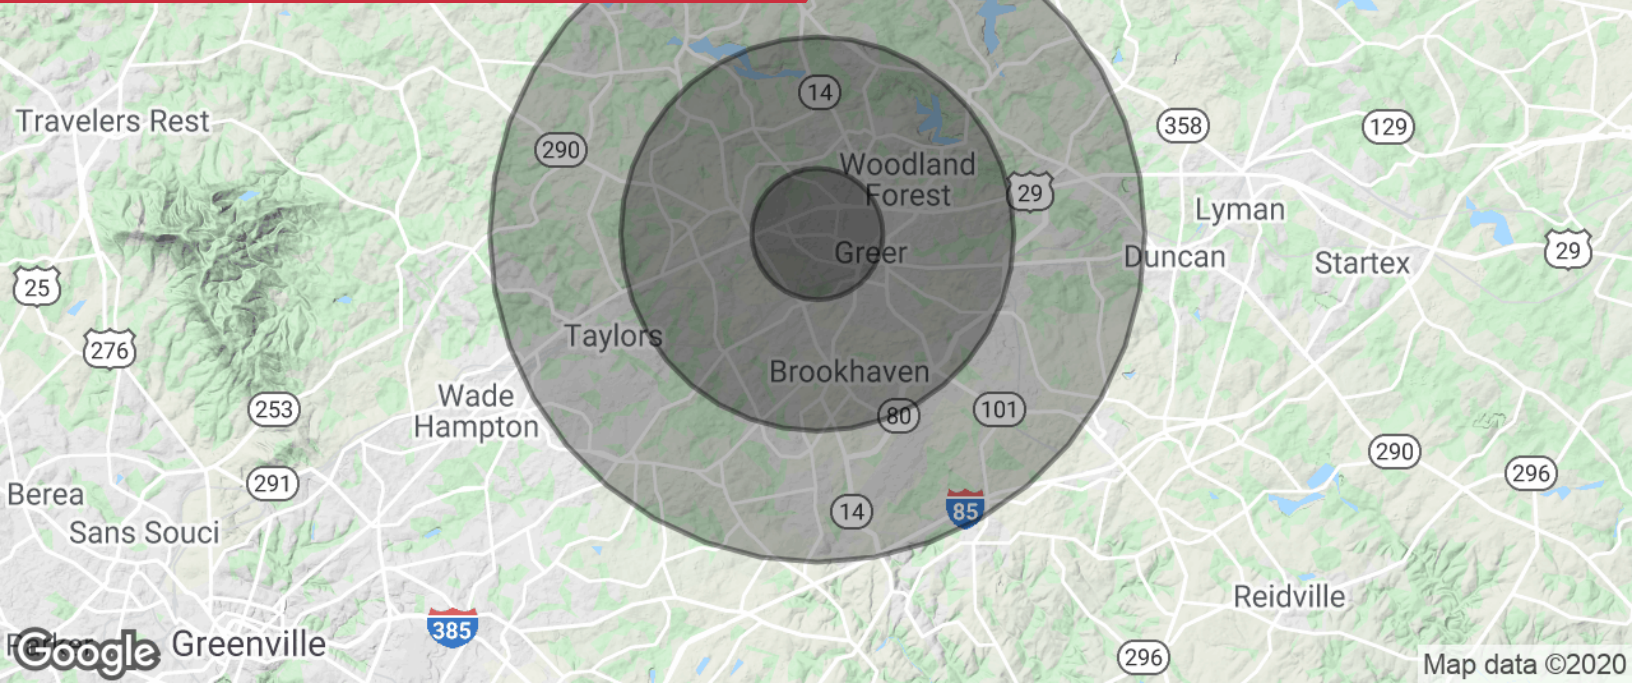 14
Travelers Rest
358
129
290
Woodland
Forest
29
Lyman
Greer
Duncan
Startex
29
25
Taylors
276
Brookhaven
Wade
Hampton
253
80
101
290
291
296
Berea
14
85
Sans Souci
Reidville
385
Parker
Google
Greenville
296
Map data ©2020